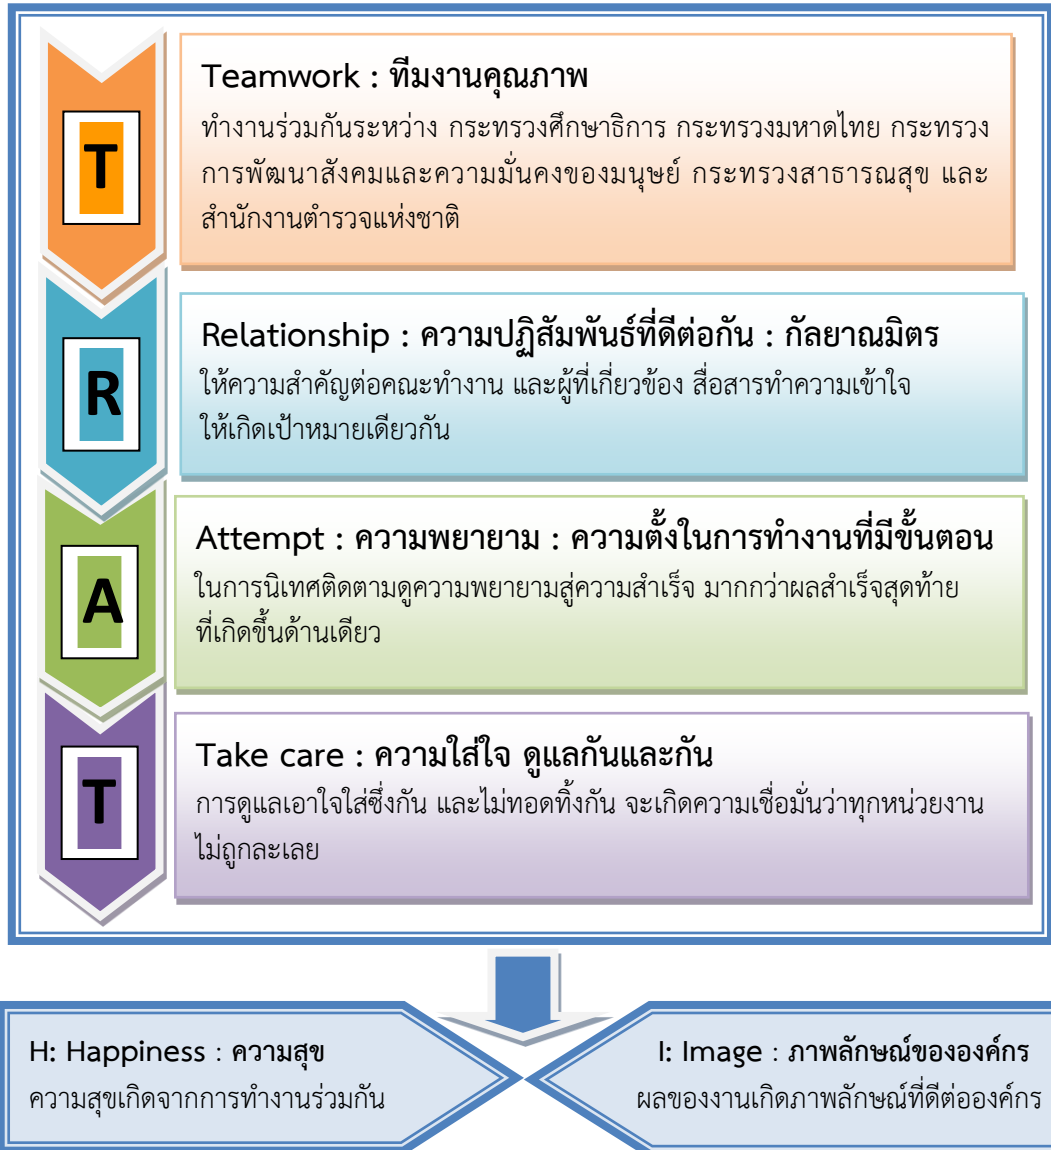 T
Teamwork : ทีมงานคุณภาพ
ทำงานร่วมกันระหว่าง กระทรวงศึกษาธิการ กระทรวงมหาดไทย กระทรวง
การพัฒนาสังคมและความมั่นคงของมนุษย์ กระทรวงสาธารณสุข และ
สำนักงานตำรวจแห่งชาติ
R
Relationship : ความปฏิสัมพันธ์ที่ดีต่อกัน : กัลยาณมิตร
ให้ความสำคัญต่อคณะทำงาน และผู้ที่เกี่ยวข้อง สื่อสารทำความเข้าใจ
ให้เกิดเป้าหมายเดียวกัน
A
Attempt : ความพยายาม : ความตั้งในการทำงานที่มีขั้นตอน
ในการนิเทศติดตามดูความพยายามสู่ความสำเร็จ มากกว่าผลสำเร็จสุดท้าย
ที่เกิดขึ้นด้านเดียว
T
Take care : ความใส่ใจ ดูแลกันและกัน
การดูแลเอาใจใส่ซึ่งกัน และไม่ทอดทิ้งกัน จะเกิดความเชื่อมั่นว่าทุกหน่วยงาน
ไม่ถูกละเลย
H: Happiness : ความสุข
ความสุขเกิดจากการทำงานร่วมกัน
I: Image : ภาพลักษณ์ขององค์กร
ผลของงานเกิดภาพลักษณ์ที่ดีต่อองค์กร